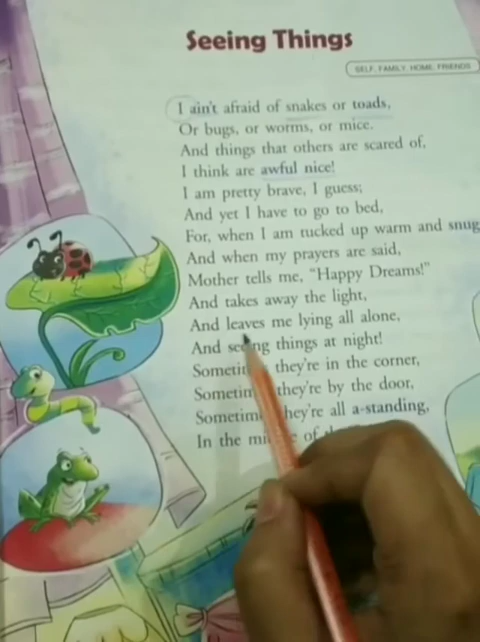 Seeing Things
SELF, FAMILY, HOME, FRIENDS
I ain't afraid of snakes or toads,
Or bugs, or worms, or mice.
And things that others are scared of,
I think are awful nice!
I am pretty brave, I guess;
And yet I have to go to bed,
For, when I am tucked up warm and snug
And when my prayers are said,
Mother tells me, "Happy Dreams!"
And takes away the light,
And leaves me lying all alone,
And seeing things at night!
they're in the corner,
they're by the door,
they're all a-standing,
In the of